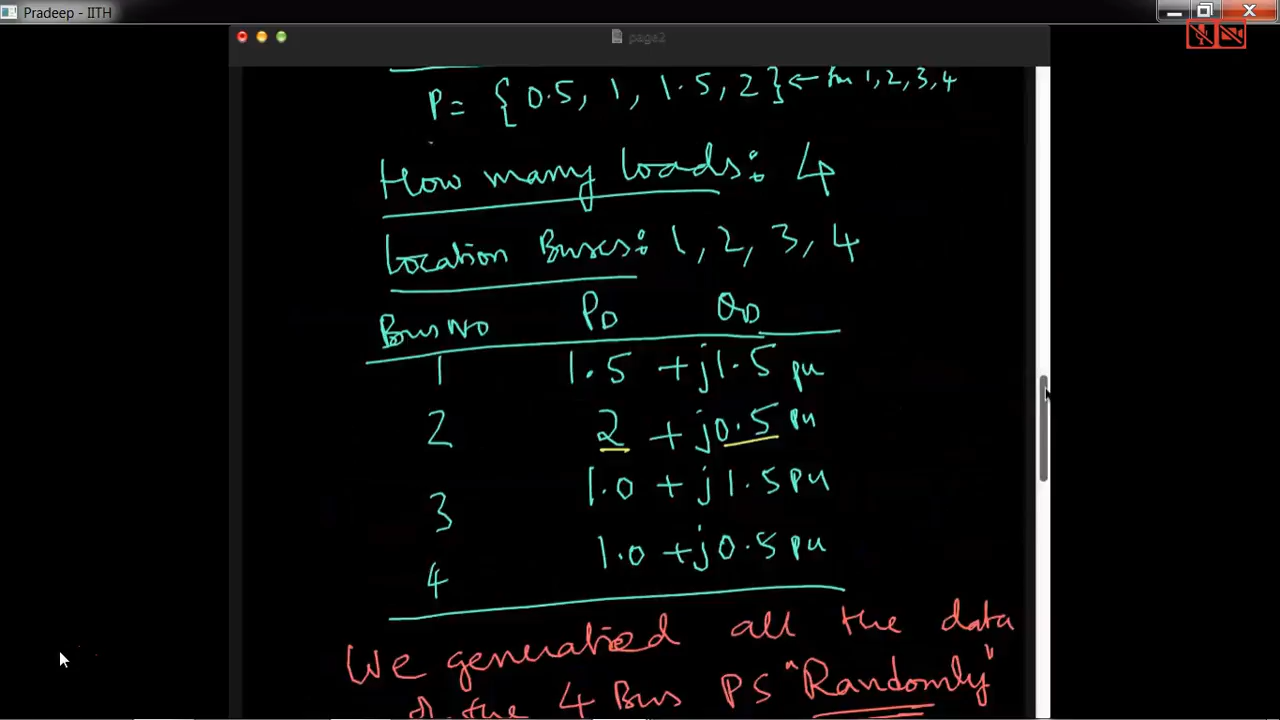 Pradeep - IITH
page2
P = {0.5, 1, 1.5, 2} ← for 1, 2, 3, 4
How many loads: 4
Location Buses: 1, 2, 3, 4
Bus No PD QD
1 1.5 + j1.5 pu
2 2 + j0.5 pu
3 1.0 + j1.5 pu
4 1.0 + j0.5 pu
We generated all the data
of the 4 Bus PS "Randomly"